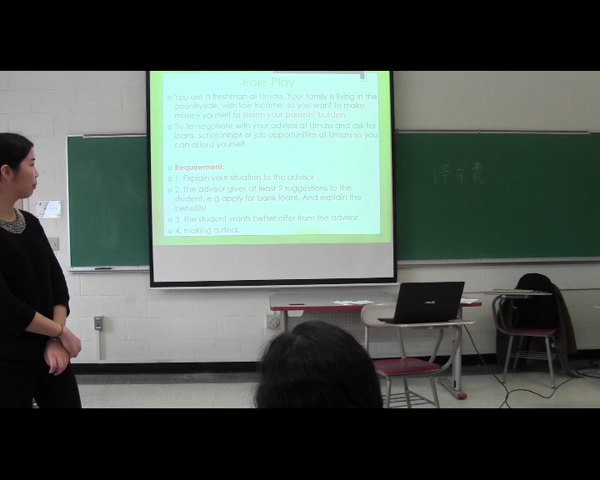 Role Play
You are a freshman at Umass. Your family is living in the
countryside, with low income, so you want to make
money yourself to lessen your parents' burden.
Try to negotiate with your advisor at Umass and ask for
loans, scholarships or job opportunities at Umass so you
can afford yourself.
Requirement:
1. Explain your situation to the advisor
2. The advisor gives at least 2 suggestions to the
student, e.g apply for bank loans. And explain the
benefits!
3. The student wants better offer from the advisor.
4. making a deal.
停车费
ASUS